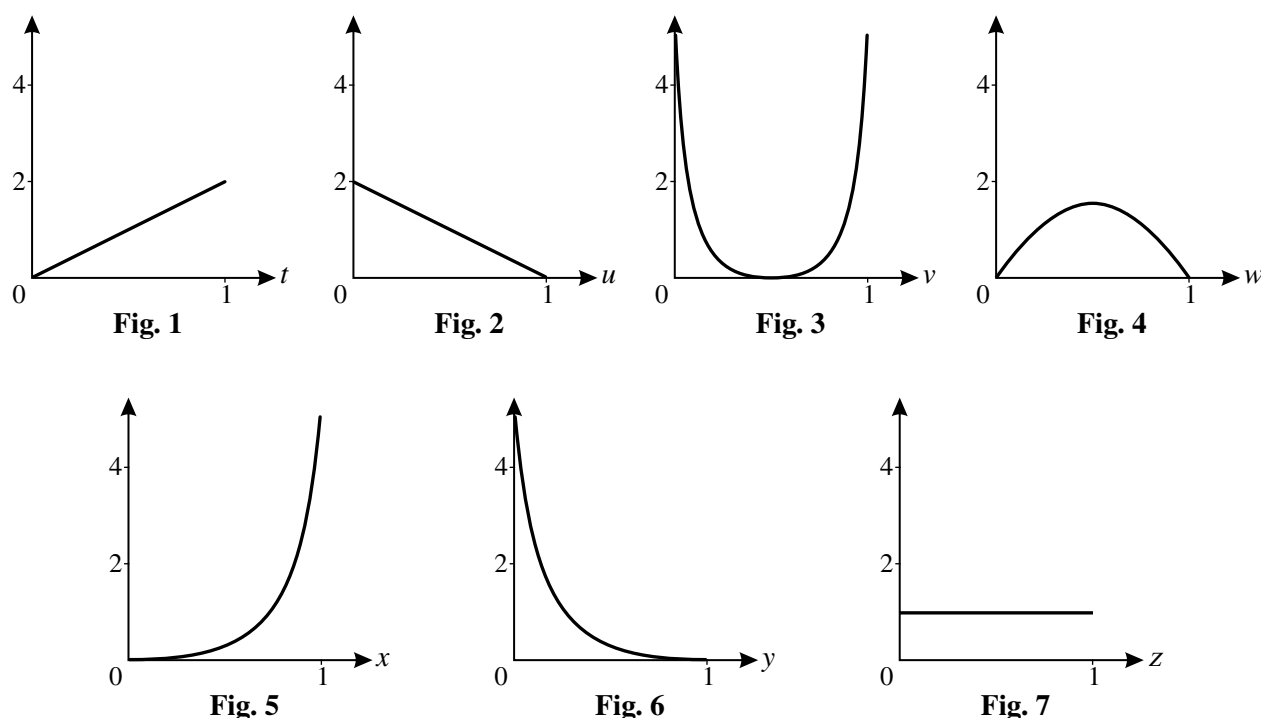 4 4 4 4
2 2 2 2
0 1 t 0 1 u 0 1 v 0 1 w
Fig. 1 Fig. 2 Fig. 3 Fig. 4
4 4 4
2 2 2
0 1 x 0 1 y 0 1 z
Fig. 5 Fig. 6 Fig. 7